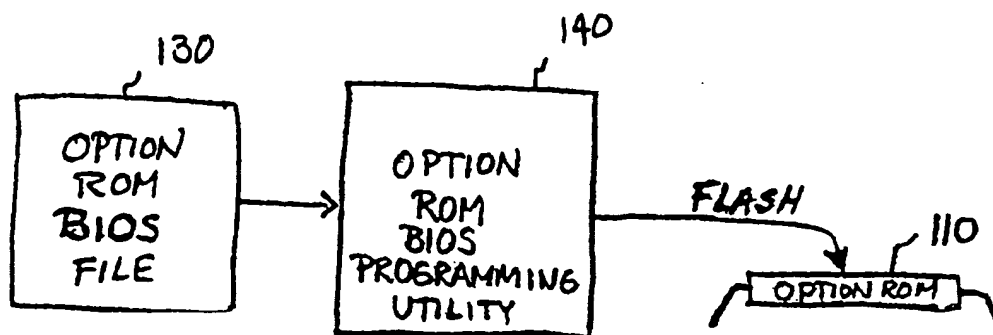 130
OPTION
ROM
BIOS
FILE
140
OPTION
ROM
BIOS
PROGRAMMING
UTILITY
FLASH
110
OPTION ROM